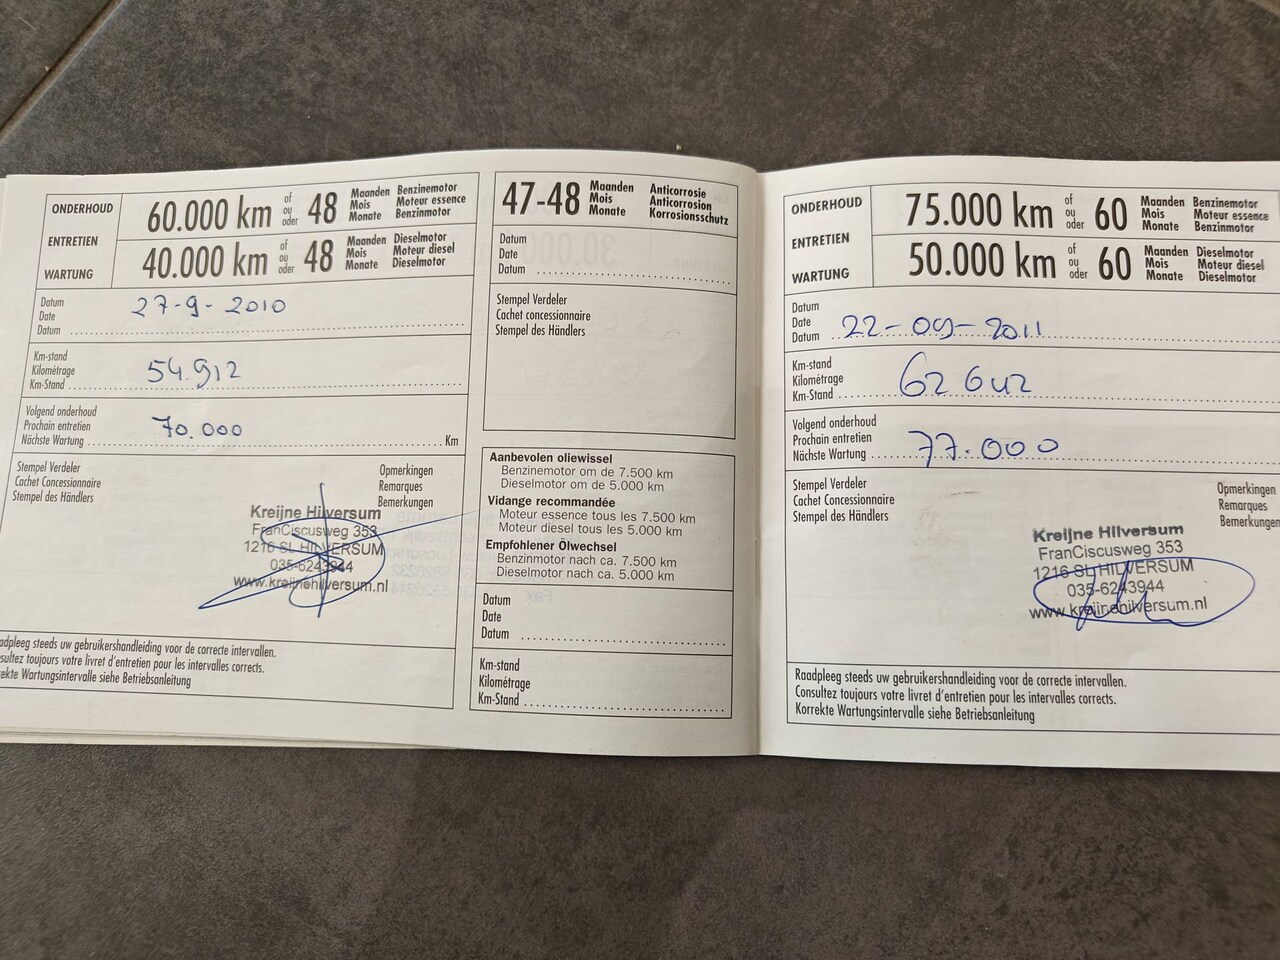 ONDERHOUD
ENTRETIEN
WARTUNG
60.000 km of ou oder 48 Maanden Mois Monate Benzinemotor Moteur essence Benzinmotor
40.000 km of ou oder 48 Maanden Mois Monate Dieselmotor Moteur diesel Dieselmotor
Datum
Date
Datum
27-9-2010
Km-stand
Kilométrage
Km-Stand
54.912
Volgend onderhoud
Prochain entretien
Nächste Wartung
70.000
Km
Stempel Verdeler
Cachet Concessionnaire
Stempel des Händlers
Opmerkingen
Remarques
Bemerkungen
Kreijne Hilversum
FranCiscusweg 353
1216 SL HILVERSUM
035-6243944
www.kreijnehilversum.nl
steeds uw gebruikershandleiding voor de correcte intervallen.
toujours votre livret d'entretien pour les intervalles corrects.
Wartungsintervalle siehe Betriebsanleitung
47-48 Maanden Mois Monate Anticorrosie Anticorrosion Korrosionsschutz
Datum
Date
Datum
Stempel Verdeler
Cachet concessionnaire
Stempel des Händlers
Aanbevolen oliewissel
Benzinemotor om de 7.500 km
Dieselmotor om de 5.000 km
Vidange recommandée
Moteur essence tous les 7.500 km
Moteur diesel tous les 5.000 km
Empfohlener Ölwechsel
Benzinmotor nach ca. 7.500 km
Dieselmotor nach ca. 5.000 km
Datum
Date
Datum
Km-stand
Kilométrage
Km-Stand
ONDERHOUD
ENTRETIEN
WARTUNG
75.000 km of ou oder 60 Maanden Mois Monate Benzinemotor Moteur essence Benzinmotor
50.000 km of ou oder 60 Maanden Mois Monate Dieselmotor Moteur diesel Dieselmotor
Datum
Date
Datum
22-09-2011
Km-stand
Kilométrage
Km-Stand
62642
Volgend onderhoud
Prochain entretien
Nächste Wartung
77.000
Stempel Verdeler
Cachet Concessionnaire
Stempel des Händlers
Opmerkingen
Remarques
Bemerkungen
Kreijne Hilversum
FranCiscusweg 353
1216 SL HILVERSUM
035-6243944
www.kreijnehilversum.nl
Raadpleeg steeds uw gebruikershandleiding voor de correcte intervallen.
Consultez toujours votre livret d'entretien pour les intervalles corrects.
Korrekte Wartungsintervalle siehe Betriebsanleitung